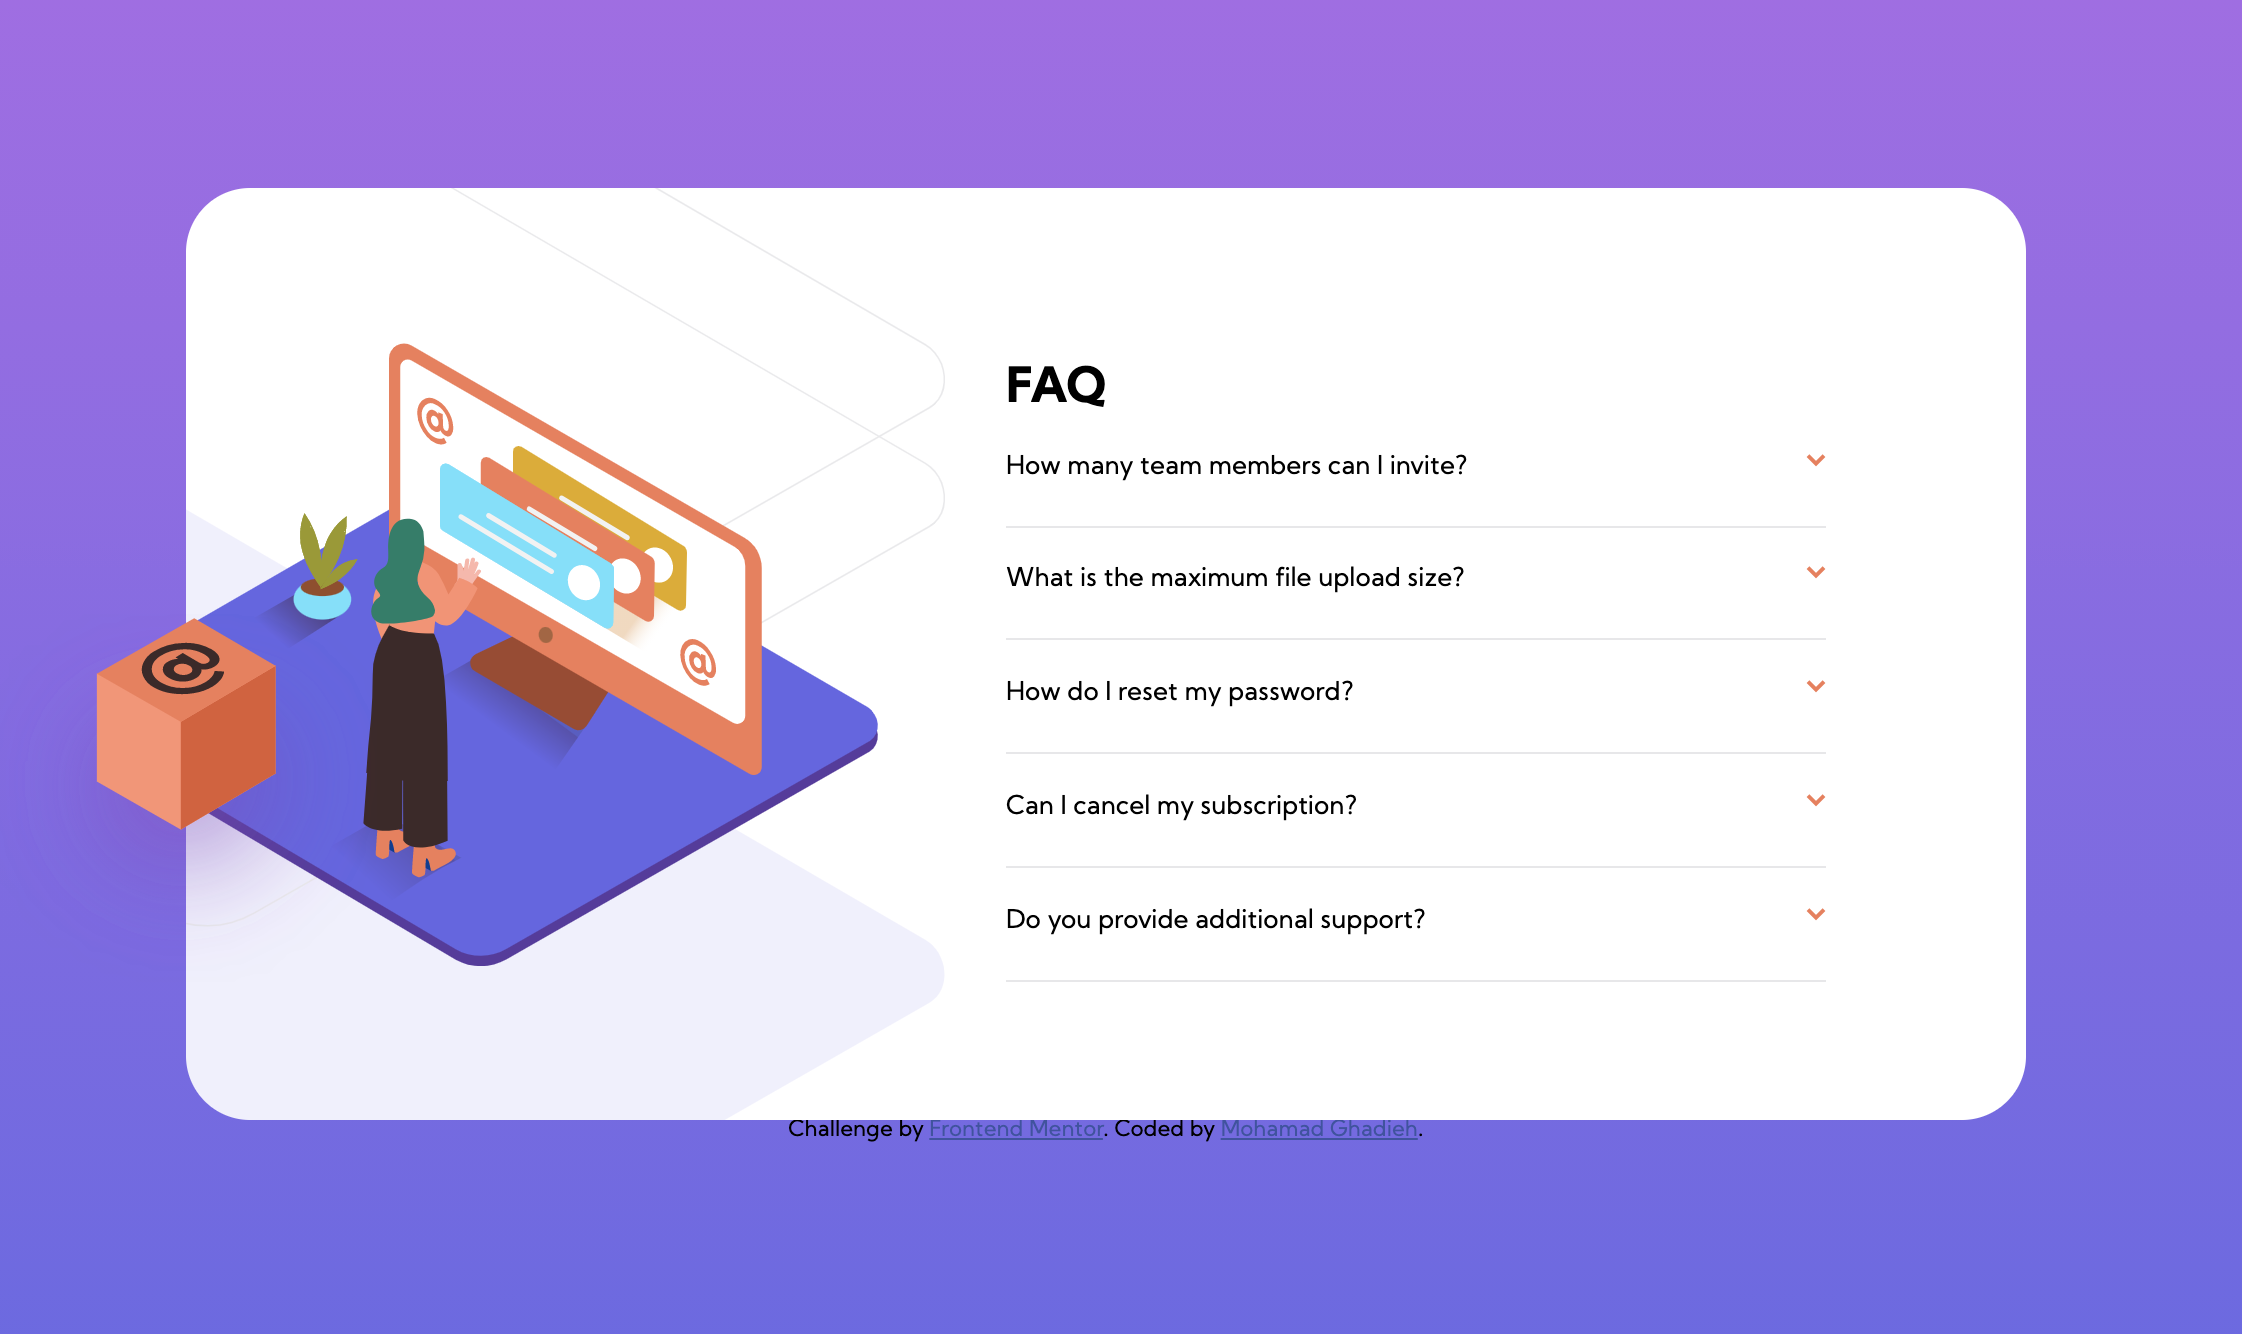 @
FAQ
How many team members can I invite?
What is the maximum file upload size?
@
@
How do I reset my password?
Can I cancel my subscription?
Do you provide additional support?
Challenge by Frontend Mentor. Coded by Mohamad Ghadieh.